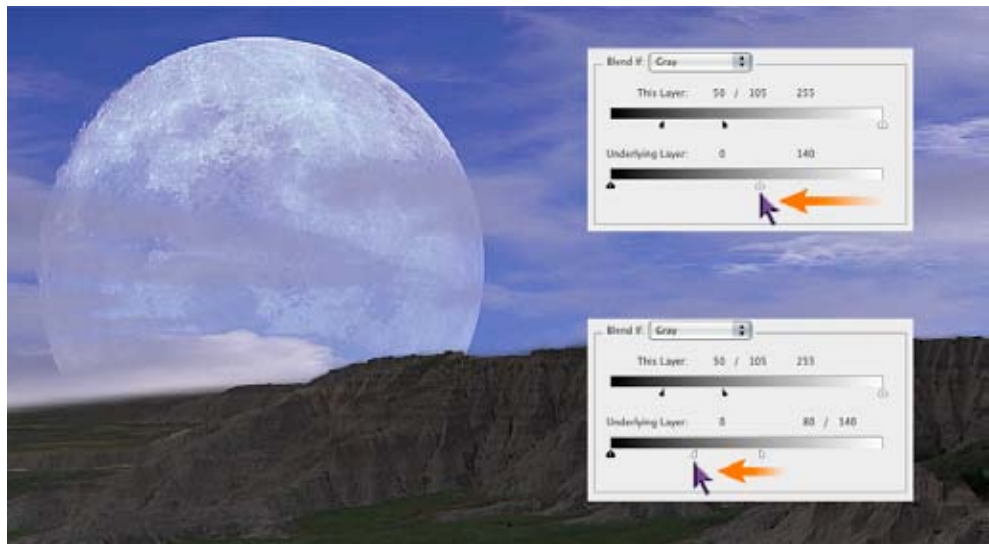 Blend If: Gray
This Layer: 50 / 105 255
Underlying Layer: 0 140
Blend If: Gray
This Layer: 50 / 105 255
Underlying Layer: 0 80 / 140